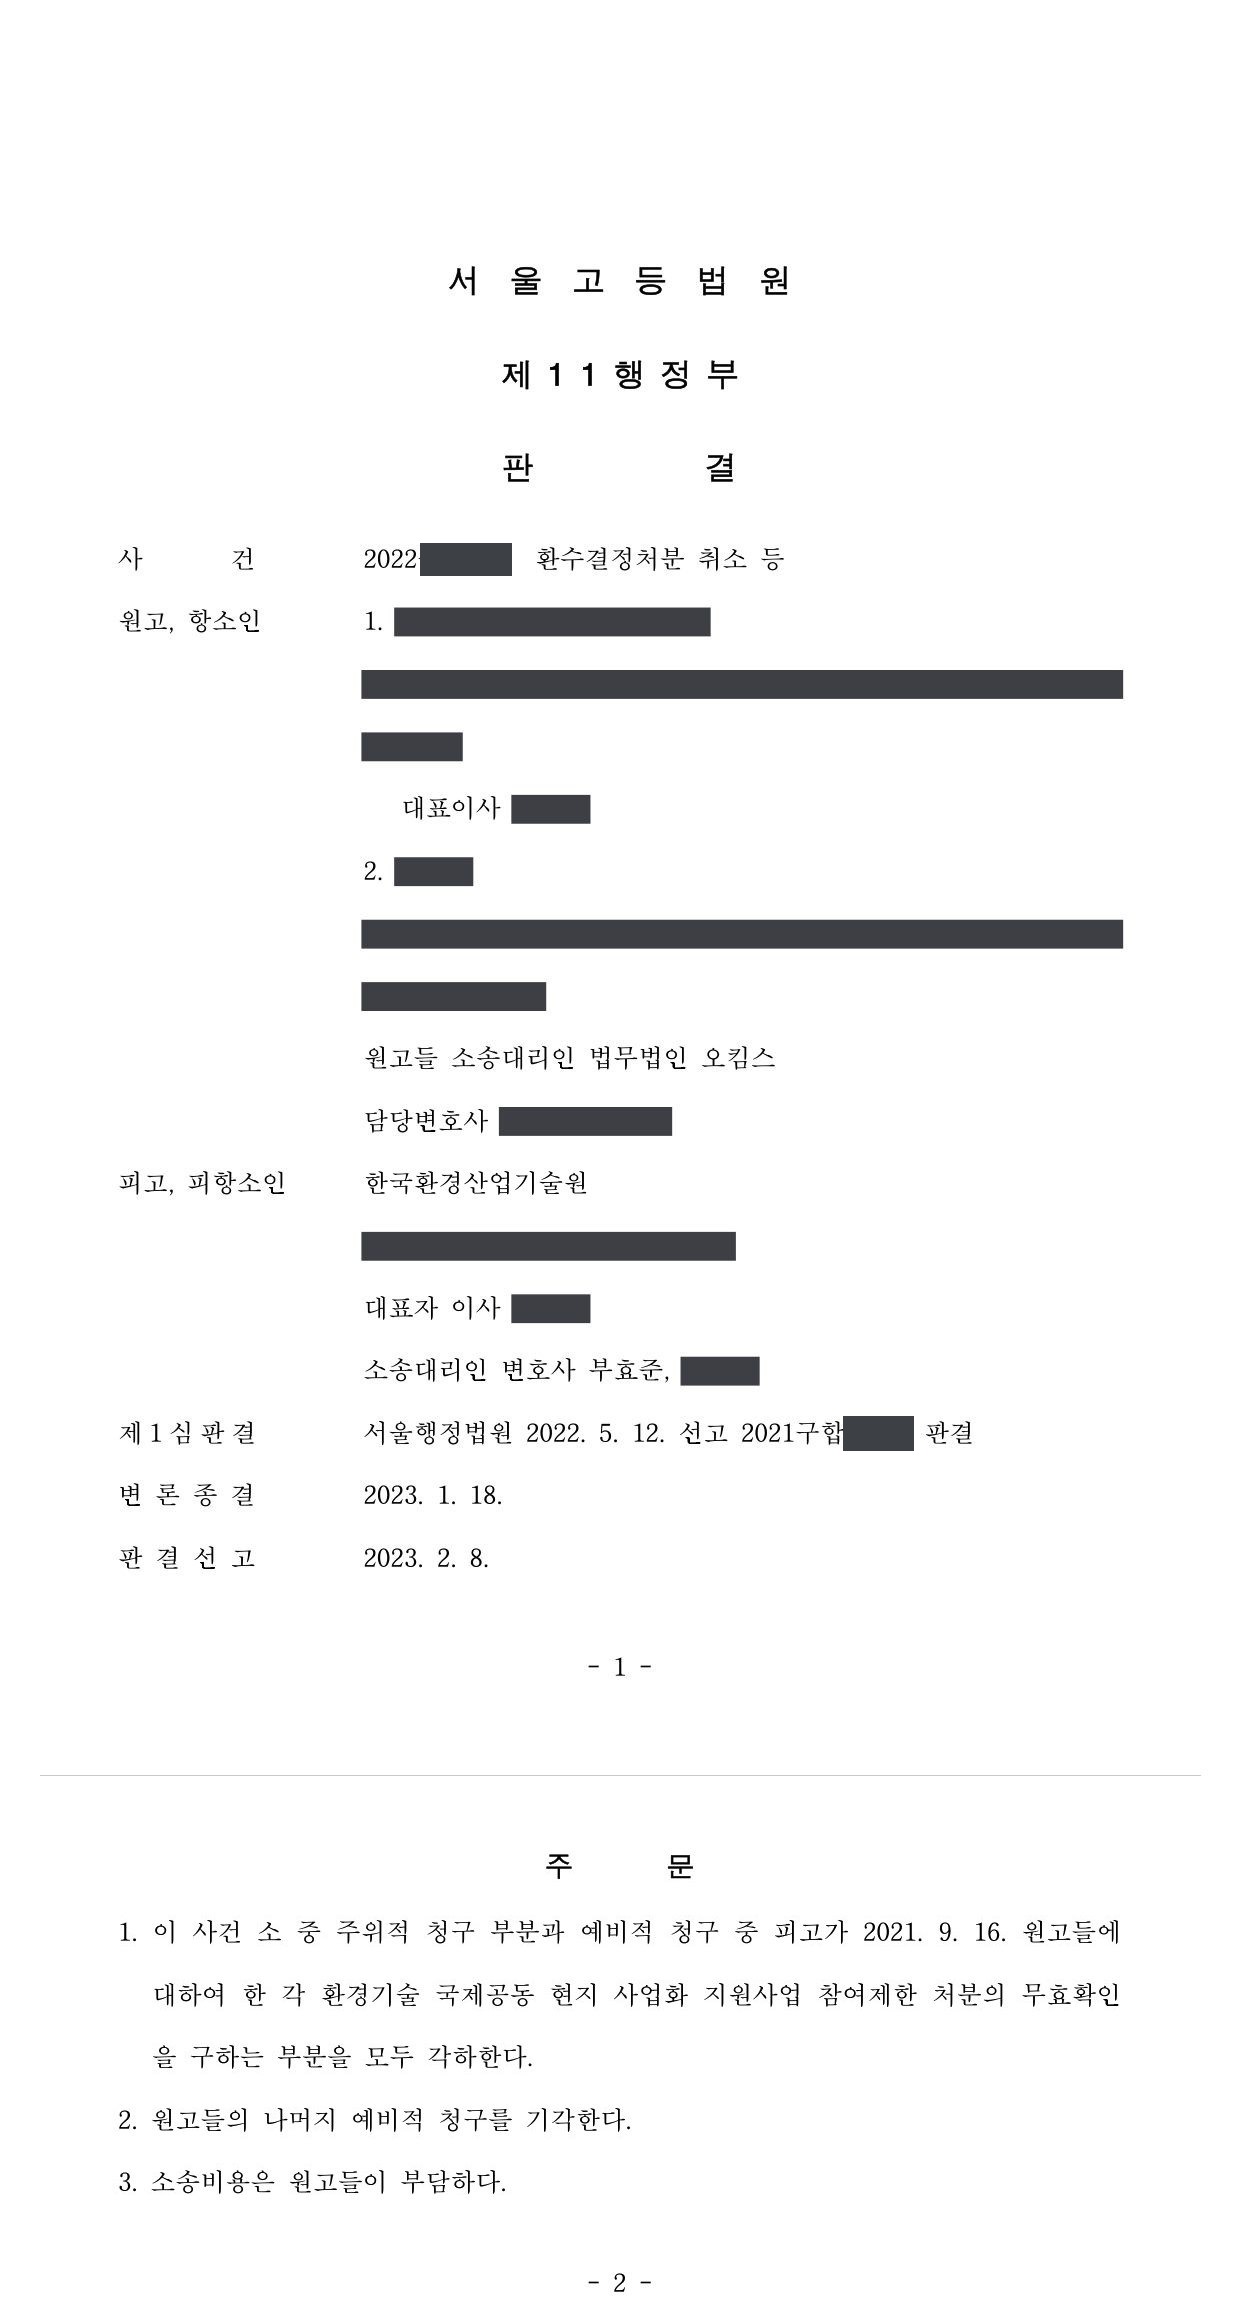 서 울 고 등 법 원
제 1 1 행 정 부
판 결
사 건 2022 환수결정처분 취소 등
원고, 항소인 1.
대표이사
2.
원고들 소송대리인 법무법인 오킴스
담당변호사
피고, 피항소인 한국환경산업기술원
대표자 이사
소송대리인 변호사 부효준,
제 1 심 판 결 서울행정법원 2022. 5. 12. 선고 2021구합 판결
변 론 종 결 2023. 1. 18.
판 결 선 고 2023. 2. 8.
- 1 -
주 문
1. 이 사건 소 중 주위적 청구 부분과 예비적 청구 중 피고가 2021. 9. 16. 원고들에
대하여 한 각 환경기술 국제공동 현지 사업화 지원사업 참여제한 처분의 무효확인
을 구하는 부분을 모두 각하한다.
2. 원고들의 나머지 예비적 청구를 기각한다.
3. 소송비용은 원고들이 부담하다.
- 2 -